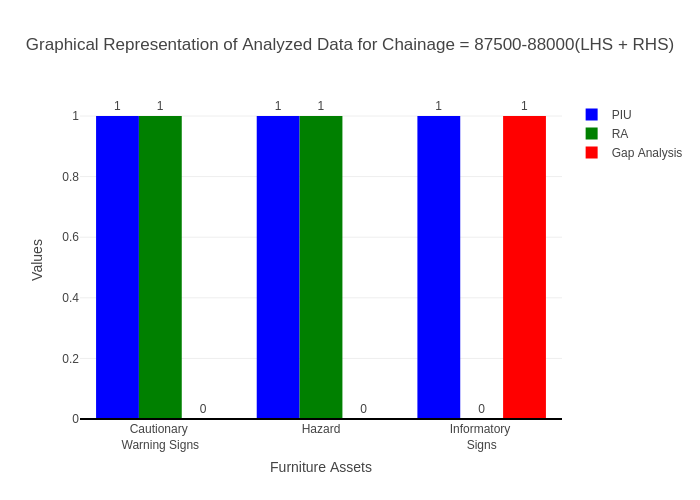 Graphical Representation of Analyzed Data for Chainage = 87500-88000(LHS + RHS)
1 1 1 1 1 1
0 0 0 0
PIU
RA
Gap Analysis
1
0.8
0.6
0.4
0.2
0
Values
Cautionary
Warning Signs
Hazard
Informatory
Signs
Furniture Assets